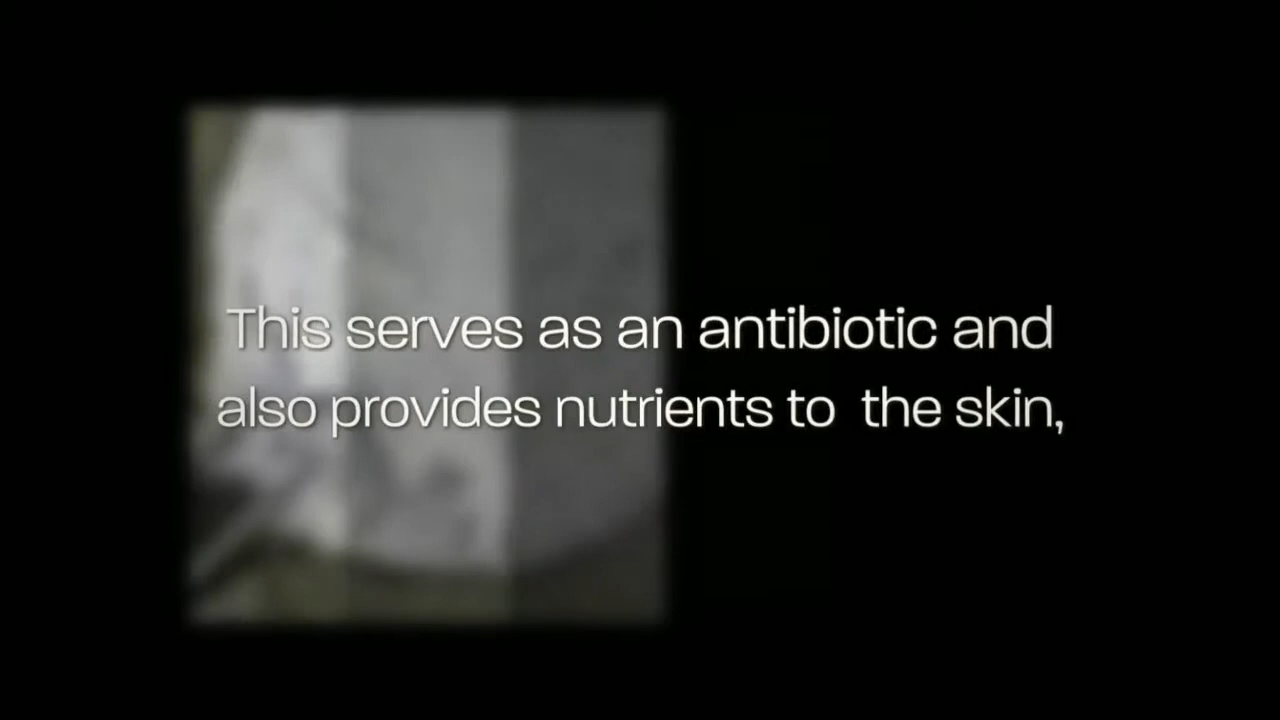 This serves as an antibiotic and
also provides nutrients to  the skin,